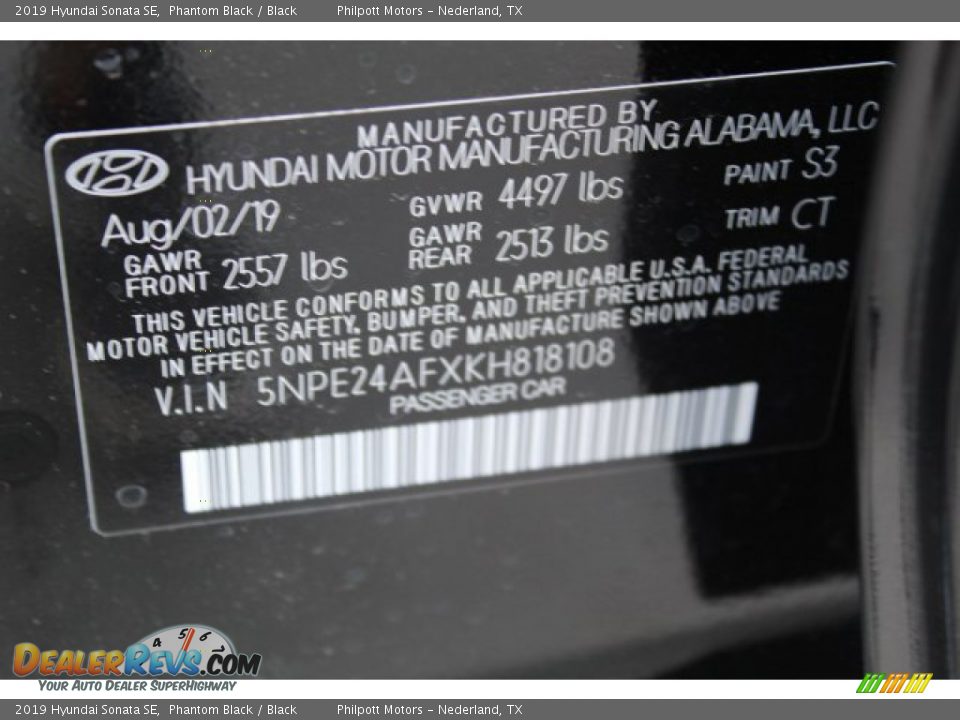 2019 Hyundai Sonata SE, Phantom Black / Black Philpott Motors – Nederland, TX
MANUFACTURED BY
HYUNDAI MOTOR MANUFACTURING ALABAMA, LLC
Aug/02/19 GVWR 4497 lbs PAINT S3
GAWR FRONT 2557 lbs GAWR REAR 2513 lbs TRIM CT
THIS VEHICLE CONFORMS TO ALL APPLICABLE U.S.A. FEDERAL
MOTOR VEHICLE SAFETY, BUMPER, AND THEFT PREVENTION STANDARDS
IN EFFECT ON THE DATE OF MANUFACTURE SHOWN ABOVE
V.I.N 5NPE24AFXKH818108
PASSENGER CAR
4 5 6 7
DEALERREVS.COM
YOUR AUTO DEALER SUPERHIGHWAY
2019 Hyundai Sonata SE, Phantom Black / Black Philpott Motors – Nederland, TX